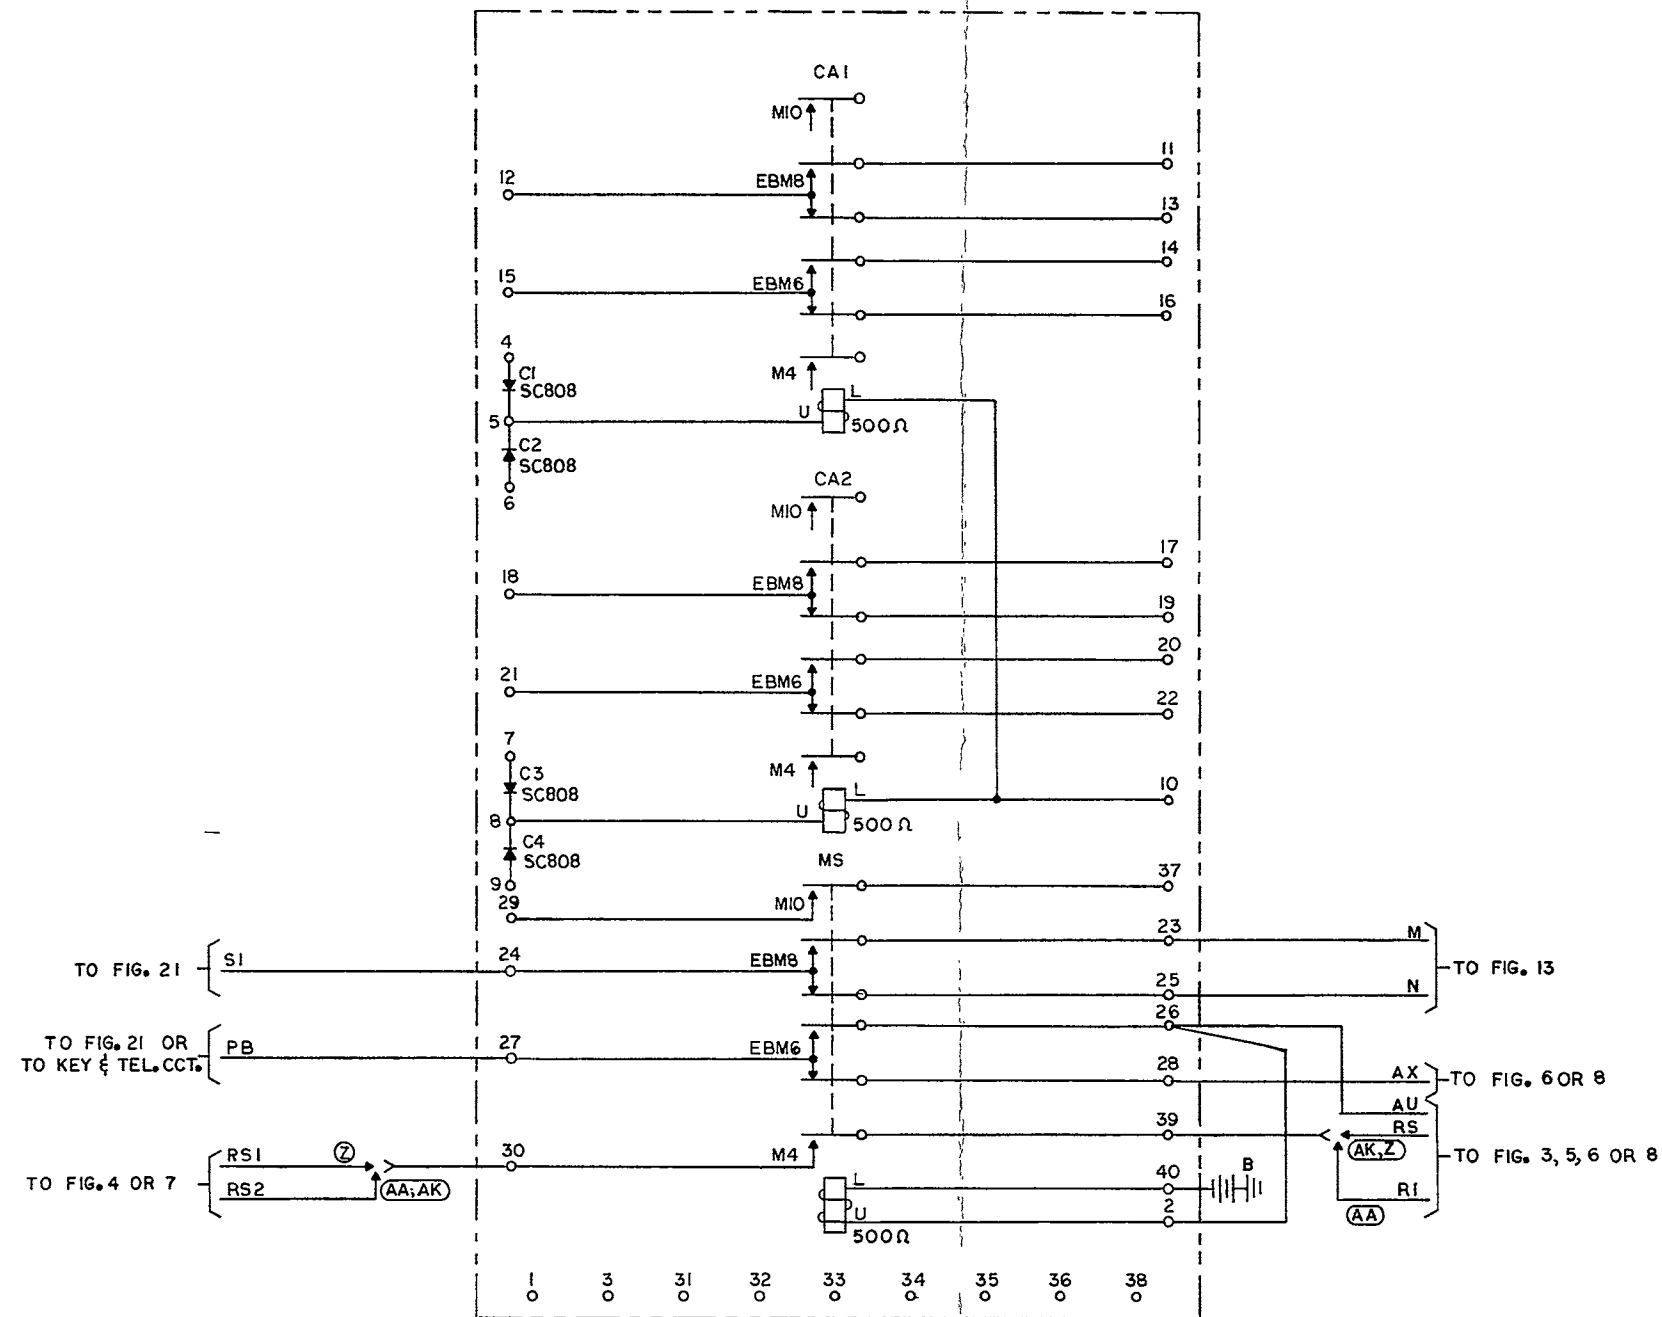 CA1
M10
11
12
EBM8
13
14
15
EBM6
16
4
C1
SC808
M4
L
U
5
500Ω
C2
SC808
6
CA2
M10
17
18
EBM8
19
20
21
EBM6
22
7
M4
C3
SC808
L
10
U
8
500Ω
C4
SC808
MS
9
37
29
M10
23
M
TO FIG. 21
S1
24
EBM8
TO FIG. 13
25
N
26
TO FIG. 21 OR
TO KEY & TEL. CCT.
PB
27
EBM6
28
AX
TO FIG. 6 OR 8
AU
39
RS
RS1
Z
30
M4
AK,Z
TO FIG. 3, 5, 6 OR 8
TO FIG. 4 OR 7
RS2
AA;AK
L
40
B
R1
U
2
AA
500Ω
1 3 31 32 33 34 35 36 38